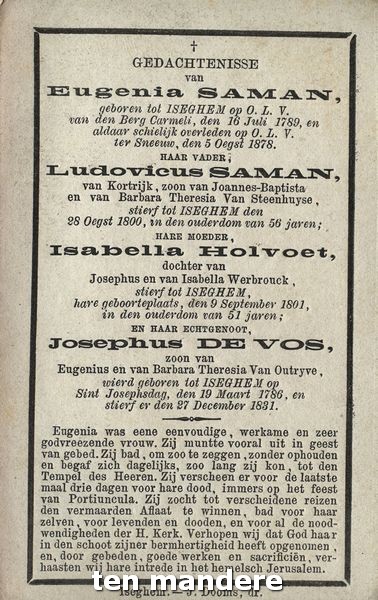 †
GEDACHTENISSE
van
Eugenia SAMAN,
geboren tot ISEGHEM op O. L. V.
van den Berg Carmeli, den 16 Juli 1789, en
aldaar schielijk overleden op O. L. V.
ter Sneeuw, den 5 Oegst 1878.
HAAR VADER,
Ludovicus SAMAN,
van Kortrijk, zoon van Joannes-Baptista
en van Barbara Theresia Van Steenhuyse,
stierf tot ISEGHEM den
28 Oegst 1800, in den ouderdom van 56 jaren;
HARE MOEDER,
Isabella Holvoet,
dochter van
Josephus en van Isabella Werbrouck,
stierf tot ISEGHEM,
hare geboorteplaats, den 9 September 1801,
in den ouderdom van 51 jaren;
EN HAAR ECHTGENOOT,
Josephus DE VOS,
zoon van
Eugenius en van Barbara Theresia Van Outryve,
wierd geboren tot ISEGHEM op
Sint Josephsdag, den 19 Maart 1786, en
stierf er den 27 December 1831.
Eugenia was eene eenvoudige, werkame en zeer
godvreezende vrouw. Zij muntte vooral uit in geest
van gebed. Zij bad, om zoo te zeggen, zonder ophouden
en begaf zich dagelijks, zoo lang zij kon, tot den
Tempel des Heeren. Zij verscheen er voor de laatste
maal drie dagen voor hare dood, immers op het feest
van Portiuncula. Zij zocht tot verscheidene reizen
den vermaarden Aflaat te winnen, bad voor haar
zelven, voor levenden en dooden, en voor al de nood-
wendigheden der H. Kerk. Verhopen wij dat God haar
in den schoot zijner bermhertigheid heeft opgenomen,
en, door gebeden, goede werken en sacrificiën, ver-
haasten wij hare intrede in het hemelsch Jerusalem.
Iseghem. — J. Dooms, dr.
ten mandere